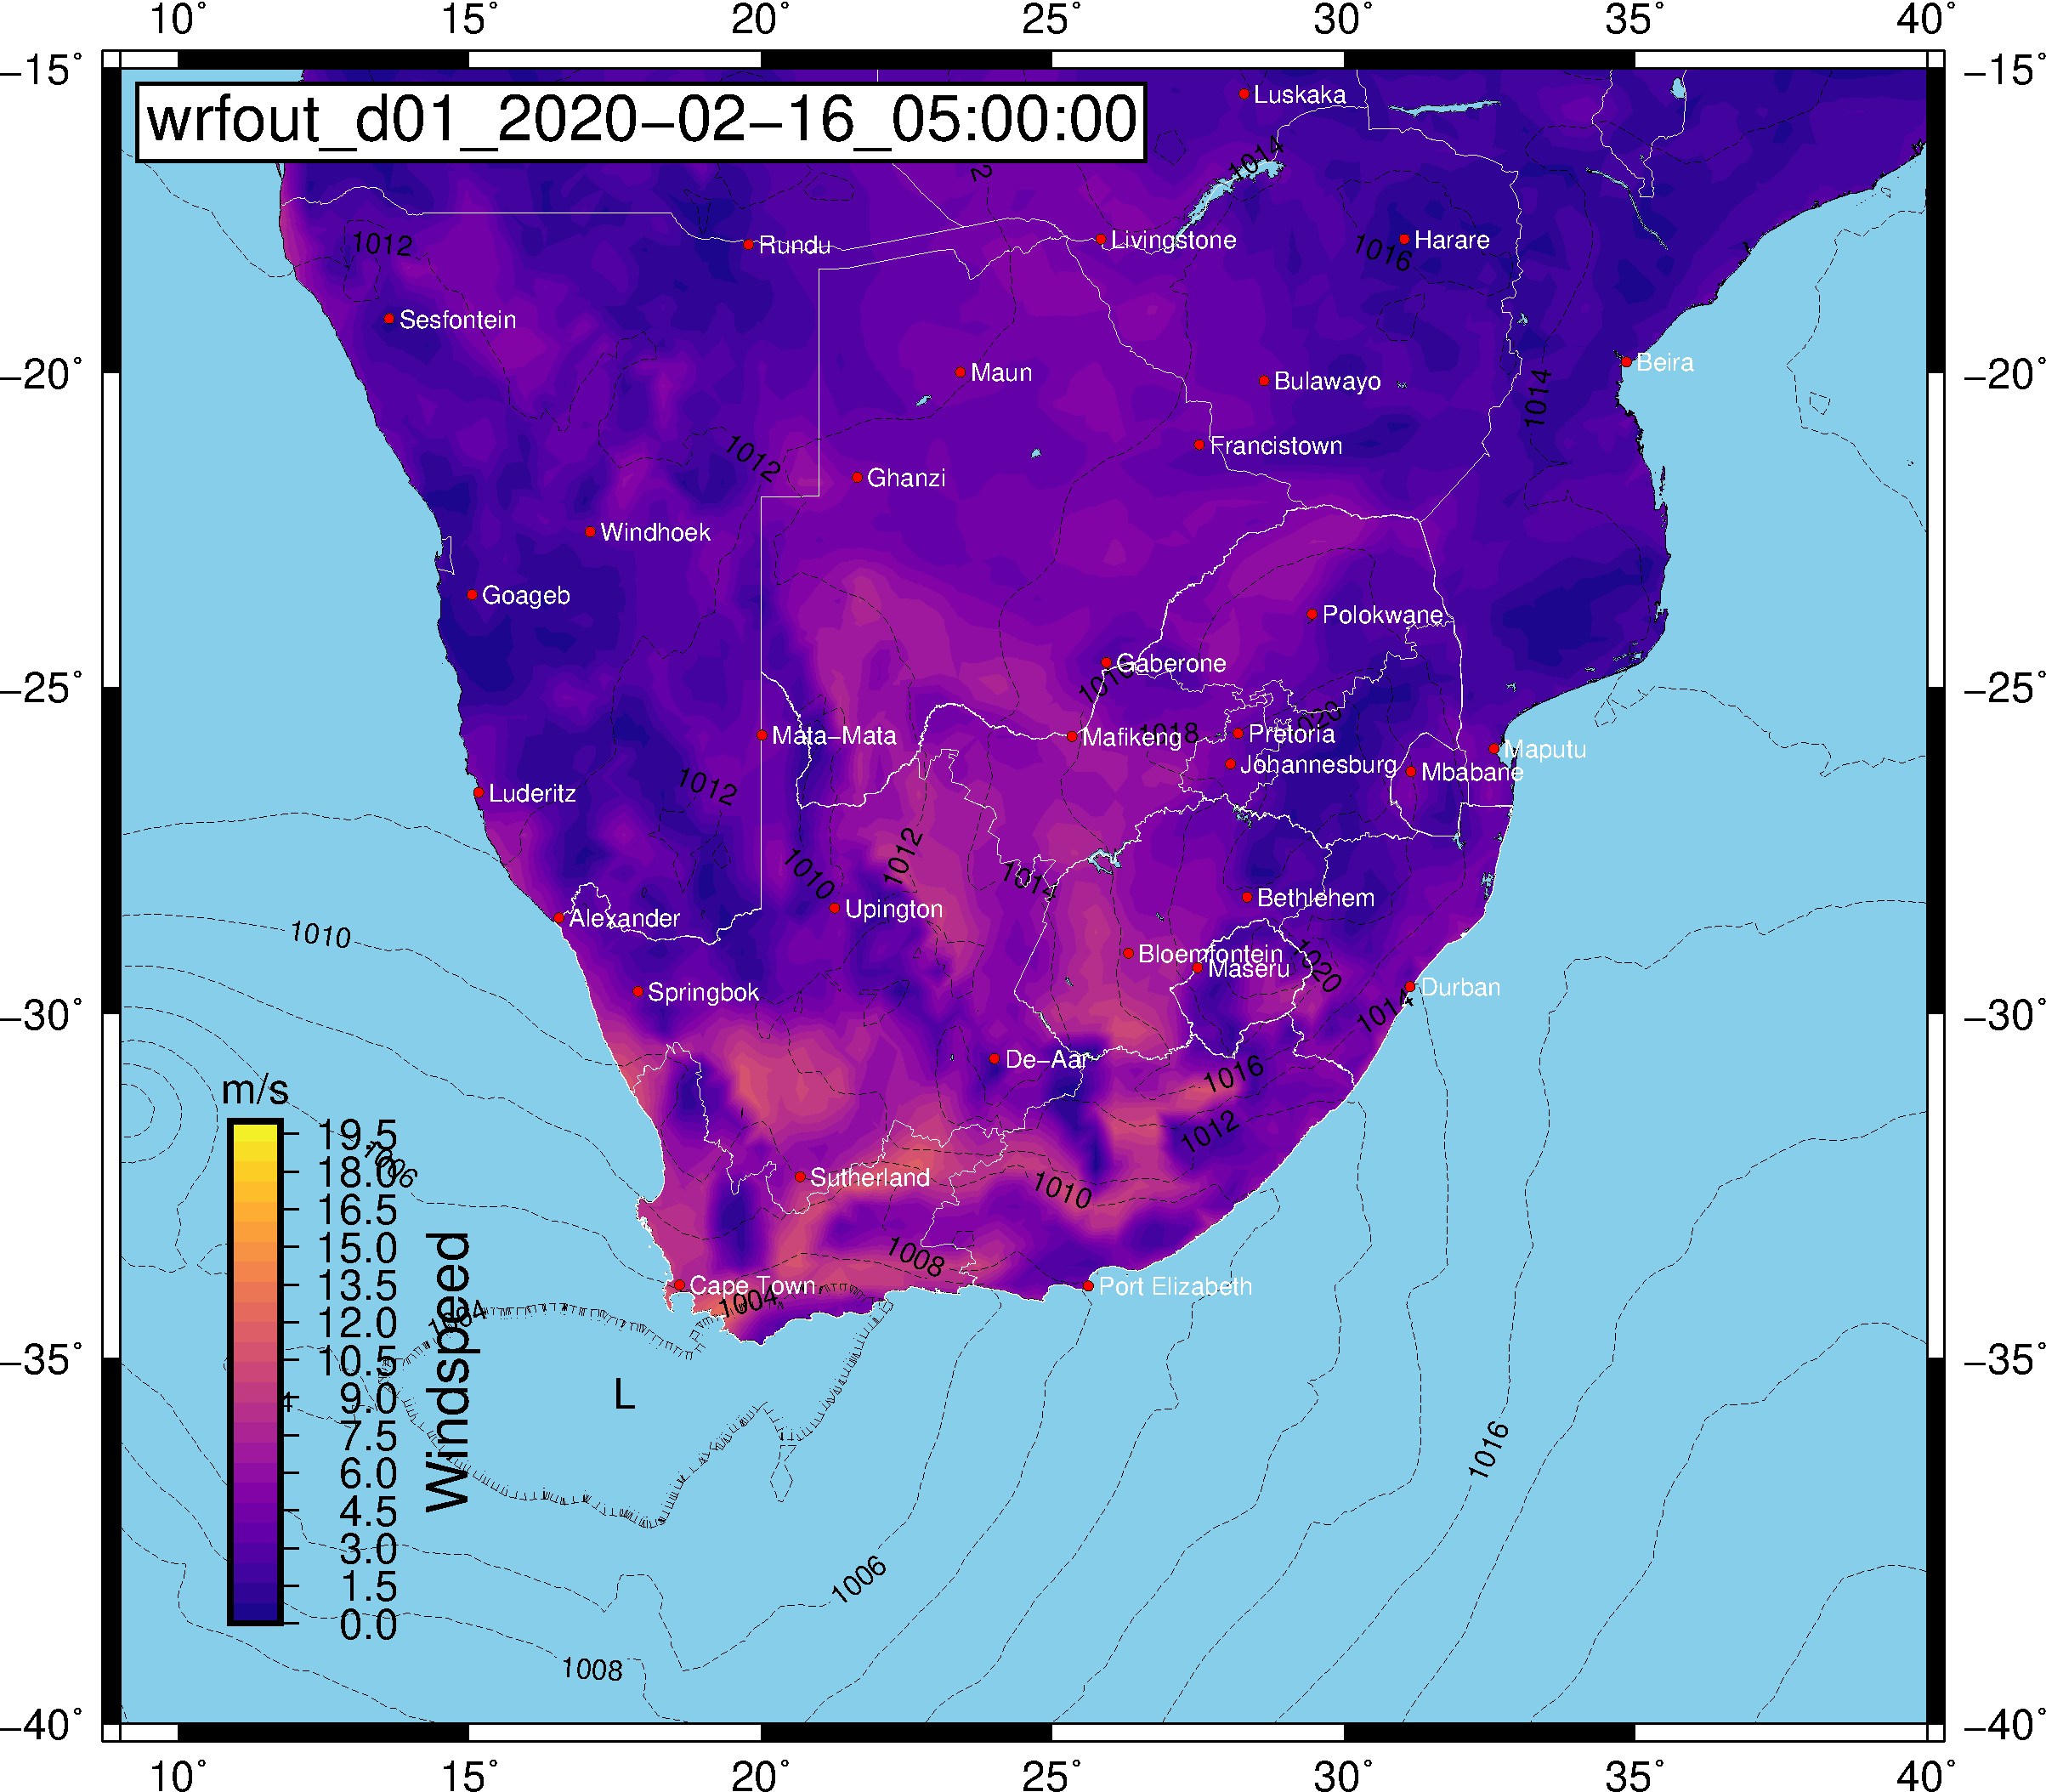 10° 15° 20° 25° 30° 35° 40°
−15° −15°
wrfout_d01_2020−02−16_05:00:00
Luskaka
1014
2
1012
Rundu
Livingstone
1016
Harare
Sesfontein
−20° −20°
Maun
Bulawayo
1014
Beira
1012
Ghanzi
Francistown
Windhoek
Goageb
Polokwane
Gaberone
−25° −25°
1012
Mata−Mata
Mafikeng
1018
Pretoria
1020
Maputu
Luderitz
Johannesburg
Mbabane
1010
1012
1014
Alexander
Upington
Bethlehem
1010
Bloemfontein
Maseru
1020
Springbok
Durban
1014
−30° −30°
De−Aar
1016
m/s
1012
1006
Sutherland
1010
1008
Cape Town
Port Elizabeth
1004
1004
−35° −35°
L
19.5
18.0
16.5
15.0
13.5
12.0
10.5
9.0
7.5
6.0
4.5
3.0
1.5
0.0
Windspeed
1016
1006
1008
−40° −40°
10° 15° 20° 25° 30° 35° 40°